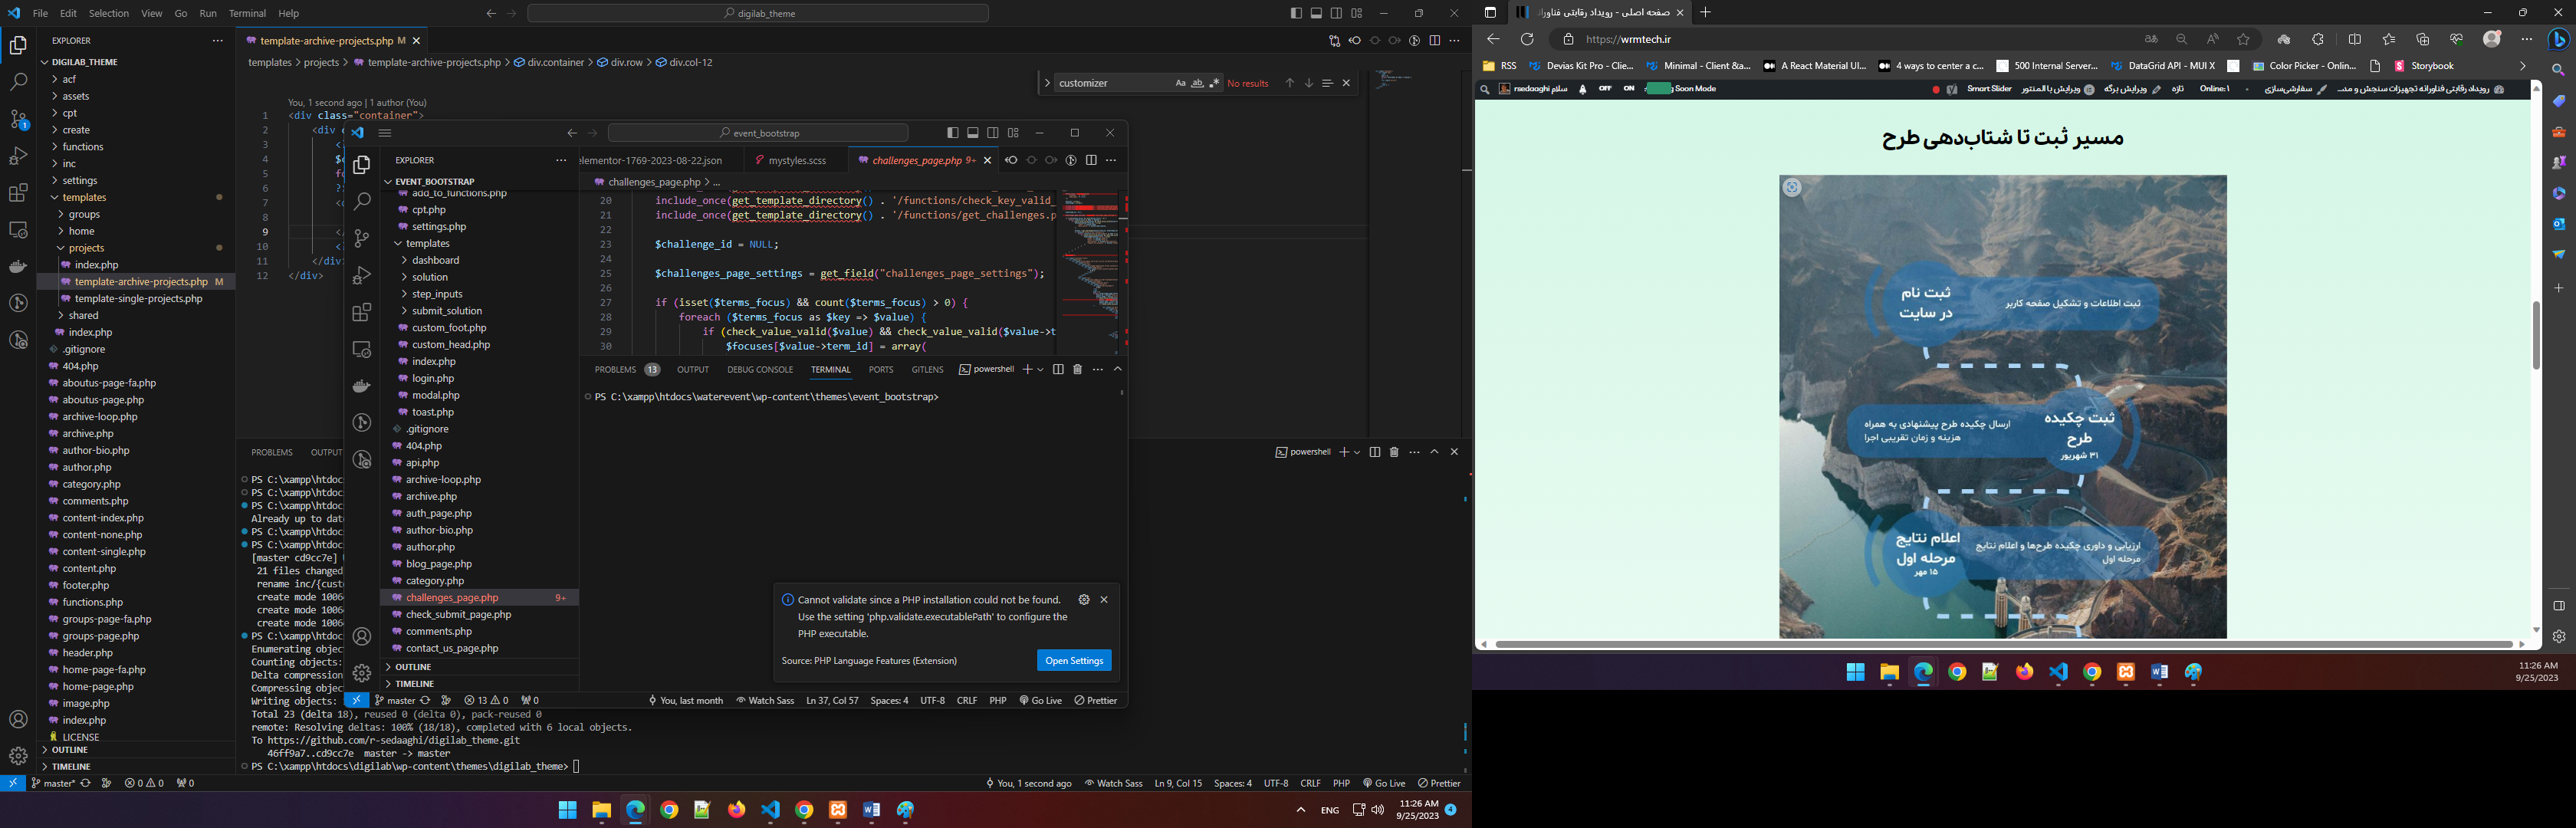 File Edit Selection View Go Run Terminal Help
digilab_theme
EXPLORER
DIGILAB_THEME
acf
assets
cpt
create
functions
inc
settings
templates
groups
home
projects
index.php
template-archive-projects.php M
template-single-projects.php
shared
index.php
.gitignore
404.php
aboutus-page-fa.php
aboutus-page.php
archive-loop.php
archive.php
author-bio.php
author.php
category.php
comments.php
content-index.php
content-none.php
content-single.php
content.php
footer.php
functions.php
groups-page-fa.php
groups-page.php
header.php
home-page-fa.php
home-page.php
image.php
index.php
LICENSE
OUTLINE
TIMELINE
template-archive-projects.php M
templates > projects > template-archive-projects.php > div.container > div.row > div.col-12
customizer
Aa ab
No results
You, 1 second ago | 1 author (You)
1 <div class="container">
2 <div c
3 <
4 $
5 fo
6 ?
7 <
8
9 </
10 <
11 </div
12 </div>
PROBLEMS OUTPUT
powershell
PS C:\xampp\htdoc
PS C:\xampp\htdoc
PS C:\xampp\htdoc
Already up to dat
PS C:\xampp\htdoc
PS C:\xampp\htdoc
[master cd9cc7e]
21 files changed
rename inc/{cust
create mode 1006
create mode 1006
create mode 1006
PS C:\xampp\htdoc
Enumerating objec
Counting objects:
Delta compression
Compressing objec
Writing objects:
Total 23 (delta 18), reused 0 (delta 0), pack-reused 0
remote: Resolving deltas: 100% (18/18), completed with 6 local objects.
To https://github.com/r-sedaaghi/digilab_theme.git
46ff9a7..cd9cc7e master -> master
PS C:\xampp\htdocs\digilab\wp-content\themes\digilab_theme>
master* 0 0 0
You, 1 second ago Watch Sass Ln 9, Col 15 Spaces: 4 UTF-8 CRLF PHP Go Live Prettier
ENG
11:26 AM
9/25/2023
4
event_bootstrap
EXPLORER
EVENT_BOOTSTRAP
add_to_functions.php
cpt.php
settings.php
templates
dashboard
solution
step_inputs
submit_solution
custom_foot.php
custom_head.php
index.php
login.php
modal.php
toast.php
.gitignore
404.php
api.php
archive-loop.php
archive.php
auth_page.php
author-bio.php
author.php
blog_page.php
category.php
challenges_page.php 9+
check_submit_page.php
comments.php
contact_us_page.php
OUTLINE
TIMELINE
elementor-1769-2023-08-22.json mystyles.scss challenges_page.php 9+
challenges_page.php > ...
20 include_once(get_template_directory() . '/functions/check_key_valid_
21 include_once(get_template_directory() . '/functions/get_challenges.p
22
23 $challenge_id = NULL;
24
25 $challenges_page_settings = get_field("challenges_page_settings");
26
27 if (isset($terms_focus) && count($terms_focus) > 0) {
28 foreach ($terms_focus as $key => $value) {
29 if (check_value_valid($value) && check_value_valid($value->t
30 $focuses[$value->term_id] = array(
PROBLEMS 13 OUTPUT DEBUG CONSOLE TERMINAL PORTS GITLENS powershell
PS C:\xampp\htdocs\waterevent\wp-content\themes\event_bootstrap>
Cannot validate since a PHP installation could not be found.
Use the setting 'php.validate.executablePath' to configure the
PHP executable.
Source: PHP Language Features (Extension)
Open Settings
master 13 0 0
You, last month Watch Sass Ln 37, Col 57 Spaces: 4 UTF-8 CRLF PHP Go Live Prettier
صفحه اصلی - رویداد رقابتی فناوران
https://wrmtech.ir
RSS Devias Kit Pro - Clie... Minimal - Client &a... A React Material UI... 4 ways to center a c... 500 Internal Server... DataGrid API - MUI X Color Picker - Onlin... Storybook
رویداد رقابتی فناورانه تجهیزات سنجش و مد... سفارشی‌سازی Online: 1 تازه ویرایش برگه ویرایش با المنتور Smart Slider
Soon Mode ON OFF سلام rsedaaghi
مسیر ثبت تا شتاب‌دهی طرح
ثبت نام
در سایت
ثبت اطلاعات و تشکیل صفحه کاربر
ثبت چکیده
طرح
۳۱ شهریور
ارسال چکیده طرح پیشنهادی به همراه
هزینه و زمان تقریبی اجرا
اعلام نتایج
مرحله اول
۱۵ مهر
ارزیابی و داوری چکیده طرح‌ها و اعلام نتایج
مرحله اول
11:26 AM
9/25/2023